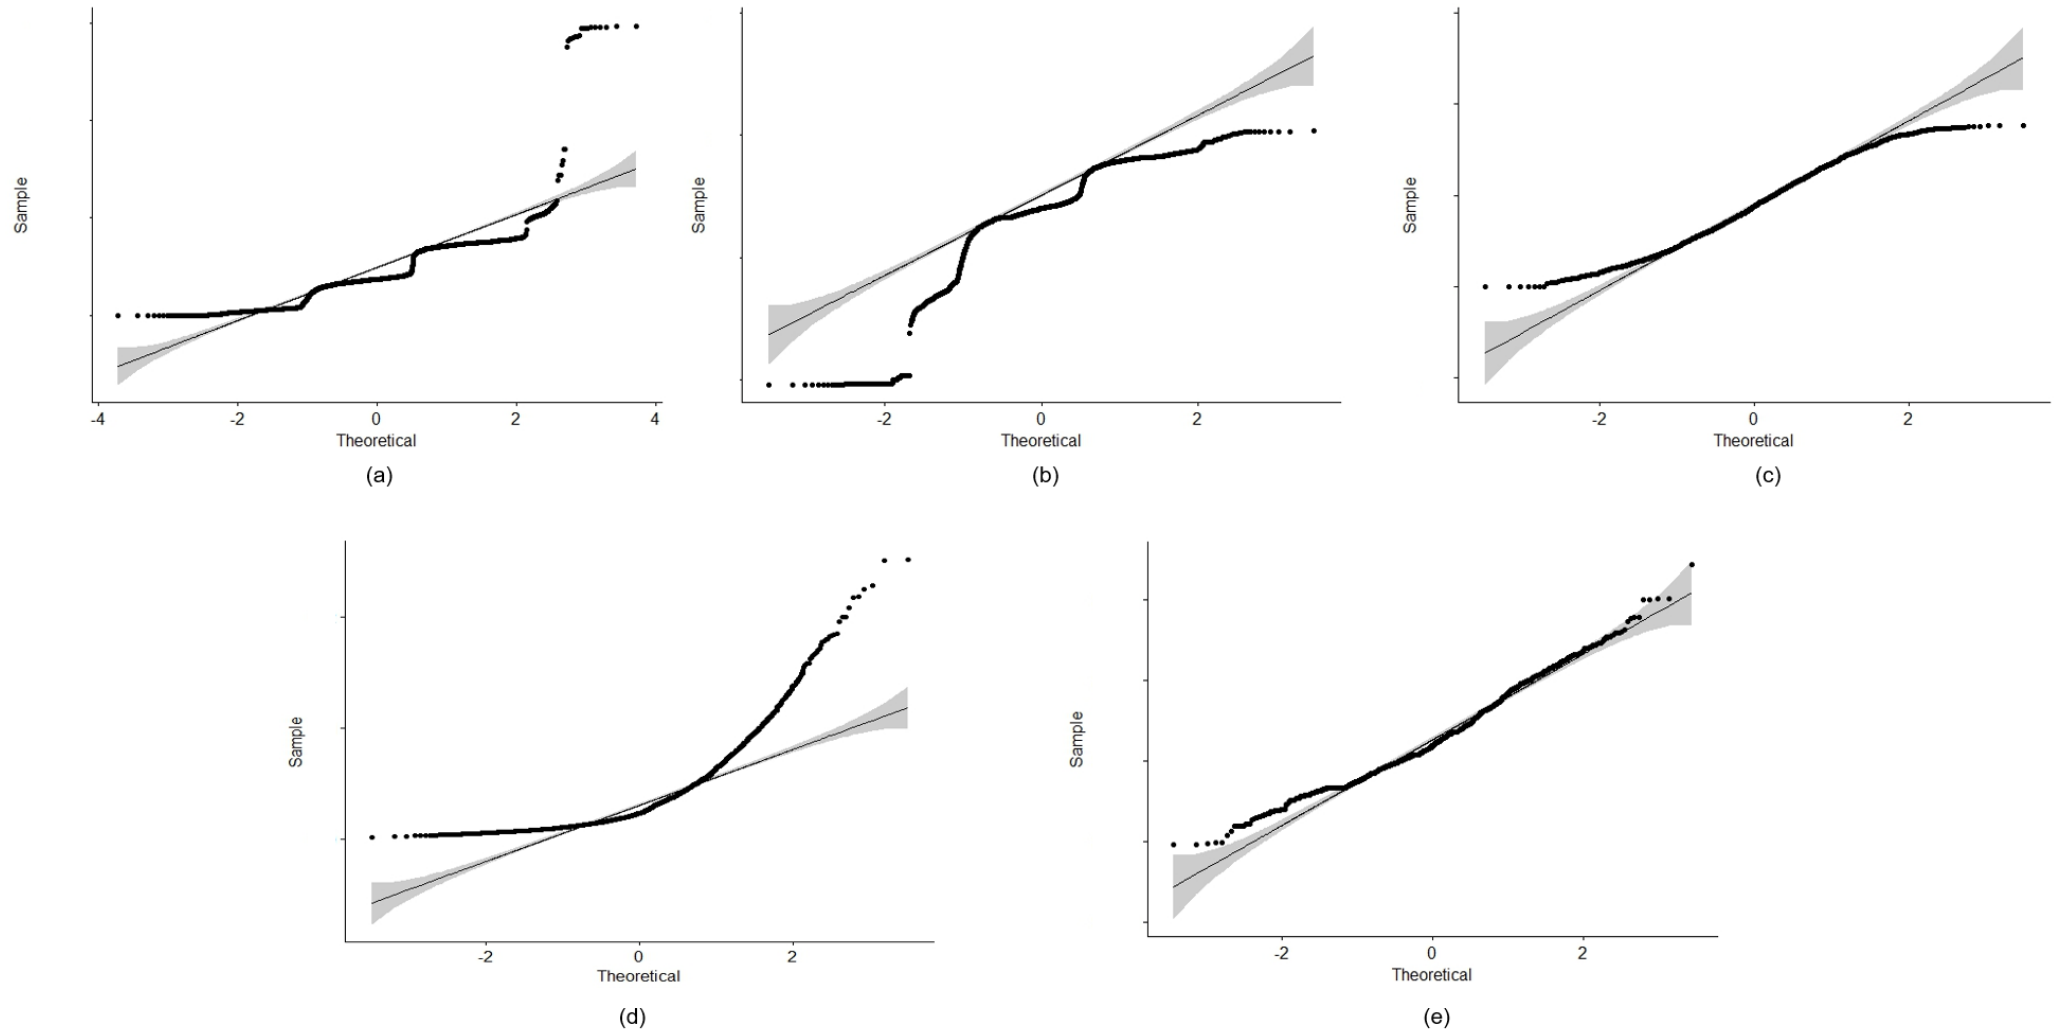 Sample
-4 -2 0 2 4
Theoretical
(a)
Sample
-2 0 2
Theoretical
(b)
Sample
-2 0 2
Theoretical
(c)
Sample
-2 0 2
Theoretical
(d)
Sample
-2 0 2
Theoretical
(e)